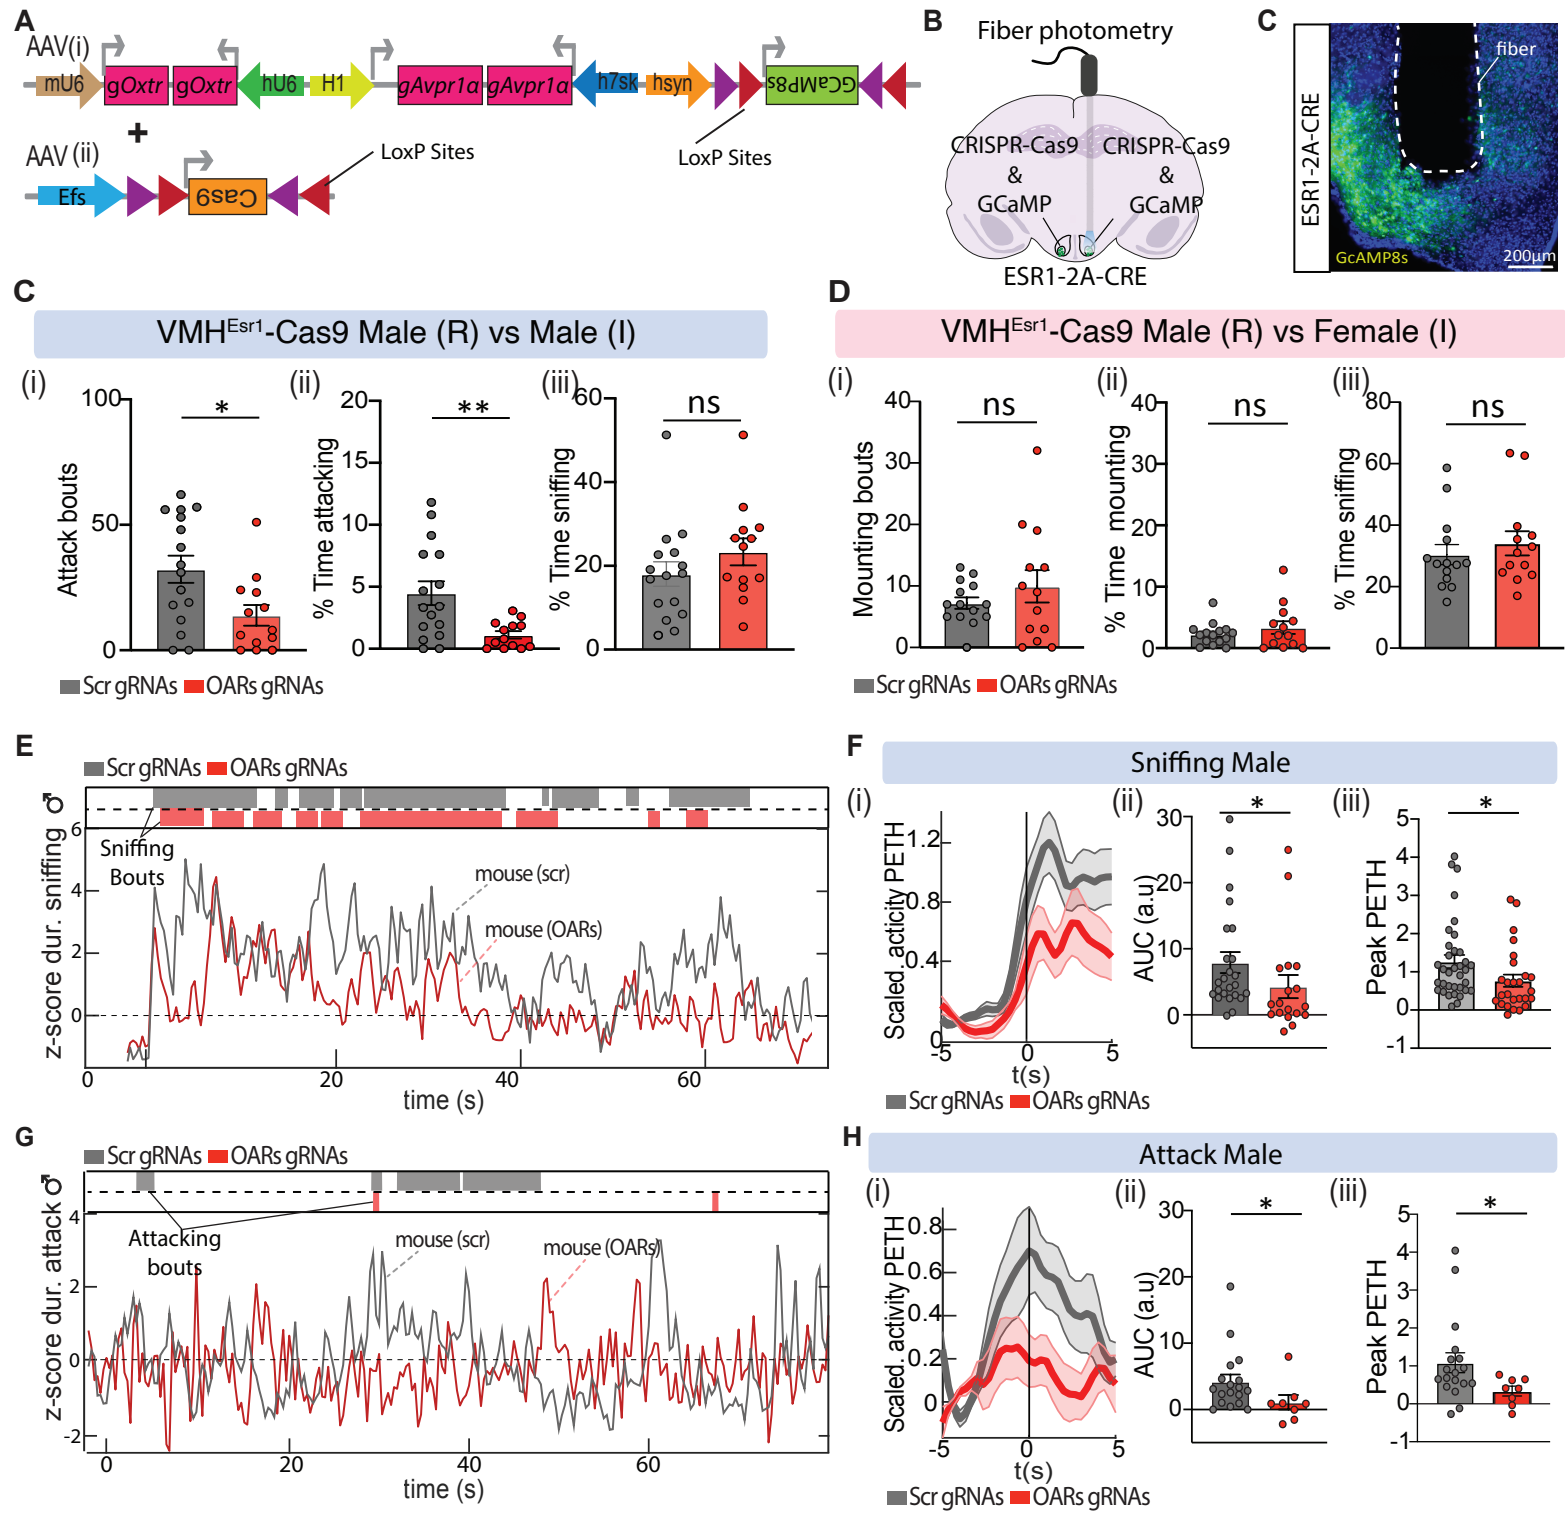 A
AAV(i)
mU6
gOxtr
gOxtr
hU6
H1
gAvpr1a
gAvpr1a
h7sk
hsyn
GCaMP8s
+
AAV (ii)
LoxP Sites
LoxP Sites
Efs
Cas9
B
Fiber photometry
CRISPR-Cas9
&
GCaMP
CRISPR-Cas9
&
GCaMP
ESR1-2A-CRE
C
ESR1-2A-CRE
fiber
GcAMP8s
200µm
C
VMHEsr1-Cas9 Male (R) vs Male (I)
(i)
Attack bouts
100
50
0
*
(ii)
% Time attacking
20
15
10
5
0
**
(iii)
% Time sniffing
60
40
20
0
ns
Scr gRNAs
OARs gRNAs
D
VMHEsr1-Cas9 Male (R) vs Female (I)
(i)
Mounting bouts
40
30
20
10
0
ns
(ii)
% Time mounting
40
30
20
10
0
ns
(iii)
% Time sniffing
80
60
40
20
0
ns
Scr gRNAs
OARs gRNAs
E
Scr gRNAs
OARs gRNAs
♂
Sniffing
Bouts
z-score dur. sniffing
6
4
2
0
mouse (scr)
mouse (OARs)
0
20
40
60
time (s)
F
Sniffing Male
(i)
Scaled. activity PETH
1.2
0.8
0.4
0
-5
0
5
t(s)
(ii)
AUC (a.u)
30
20
10
0
*
(iii)
Peak PETH
5
4
3
2
1
0
-1
*
Scr gRNAs
OARs gRNAs
G
Scr gRNAs
OARs gRNAs
♂
Attacking
bouts
z-score dur. attack
4
2
0
-2
mouse (scr)
mouse (OARs)
0
20
40
60
time (s)
H
Attack Male
(i)
Scaled. activity PETH
0.8
0.6
0.4
0.2
0
-5
0
5
t(s)
(ii)
AUC (a.u)
30
20
10
0
*
(iii)
Peak PETH
5
4
3
2
1
0
-1
*
Scr gRNAs
OARs gRNAs